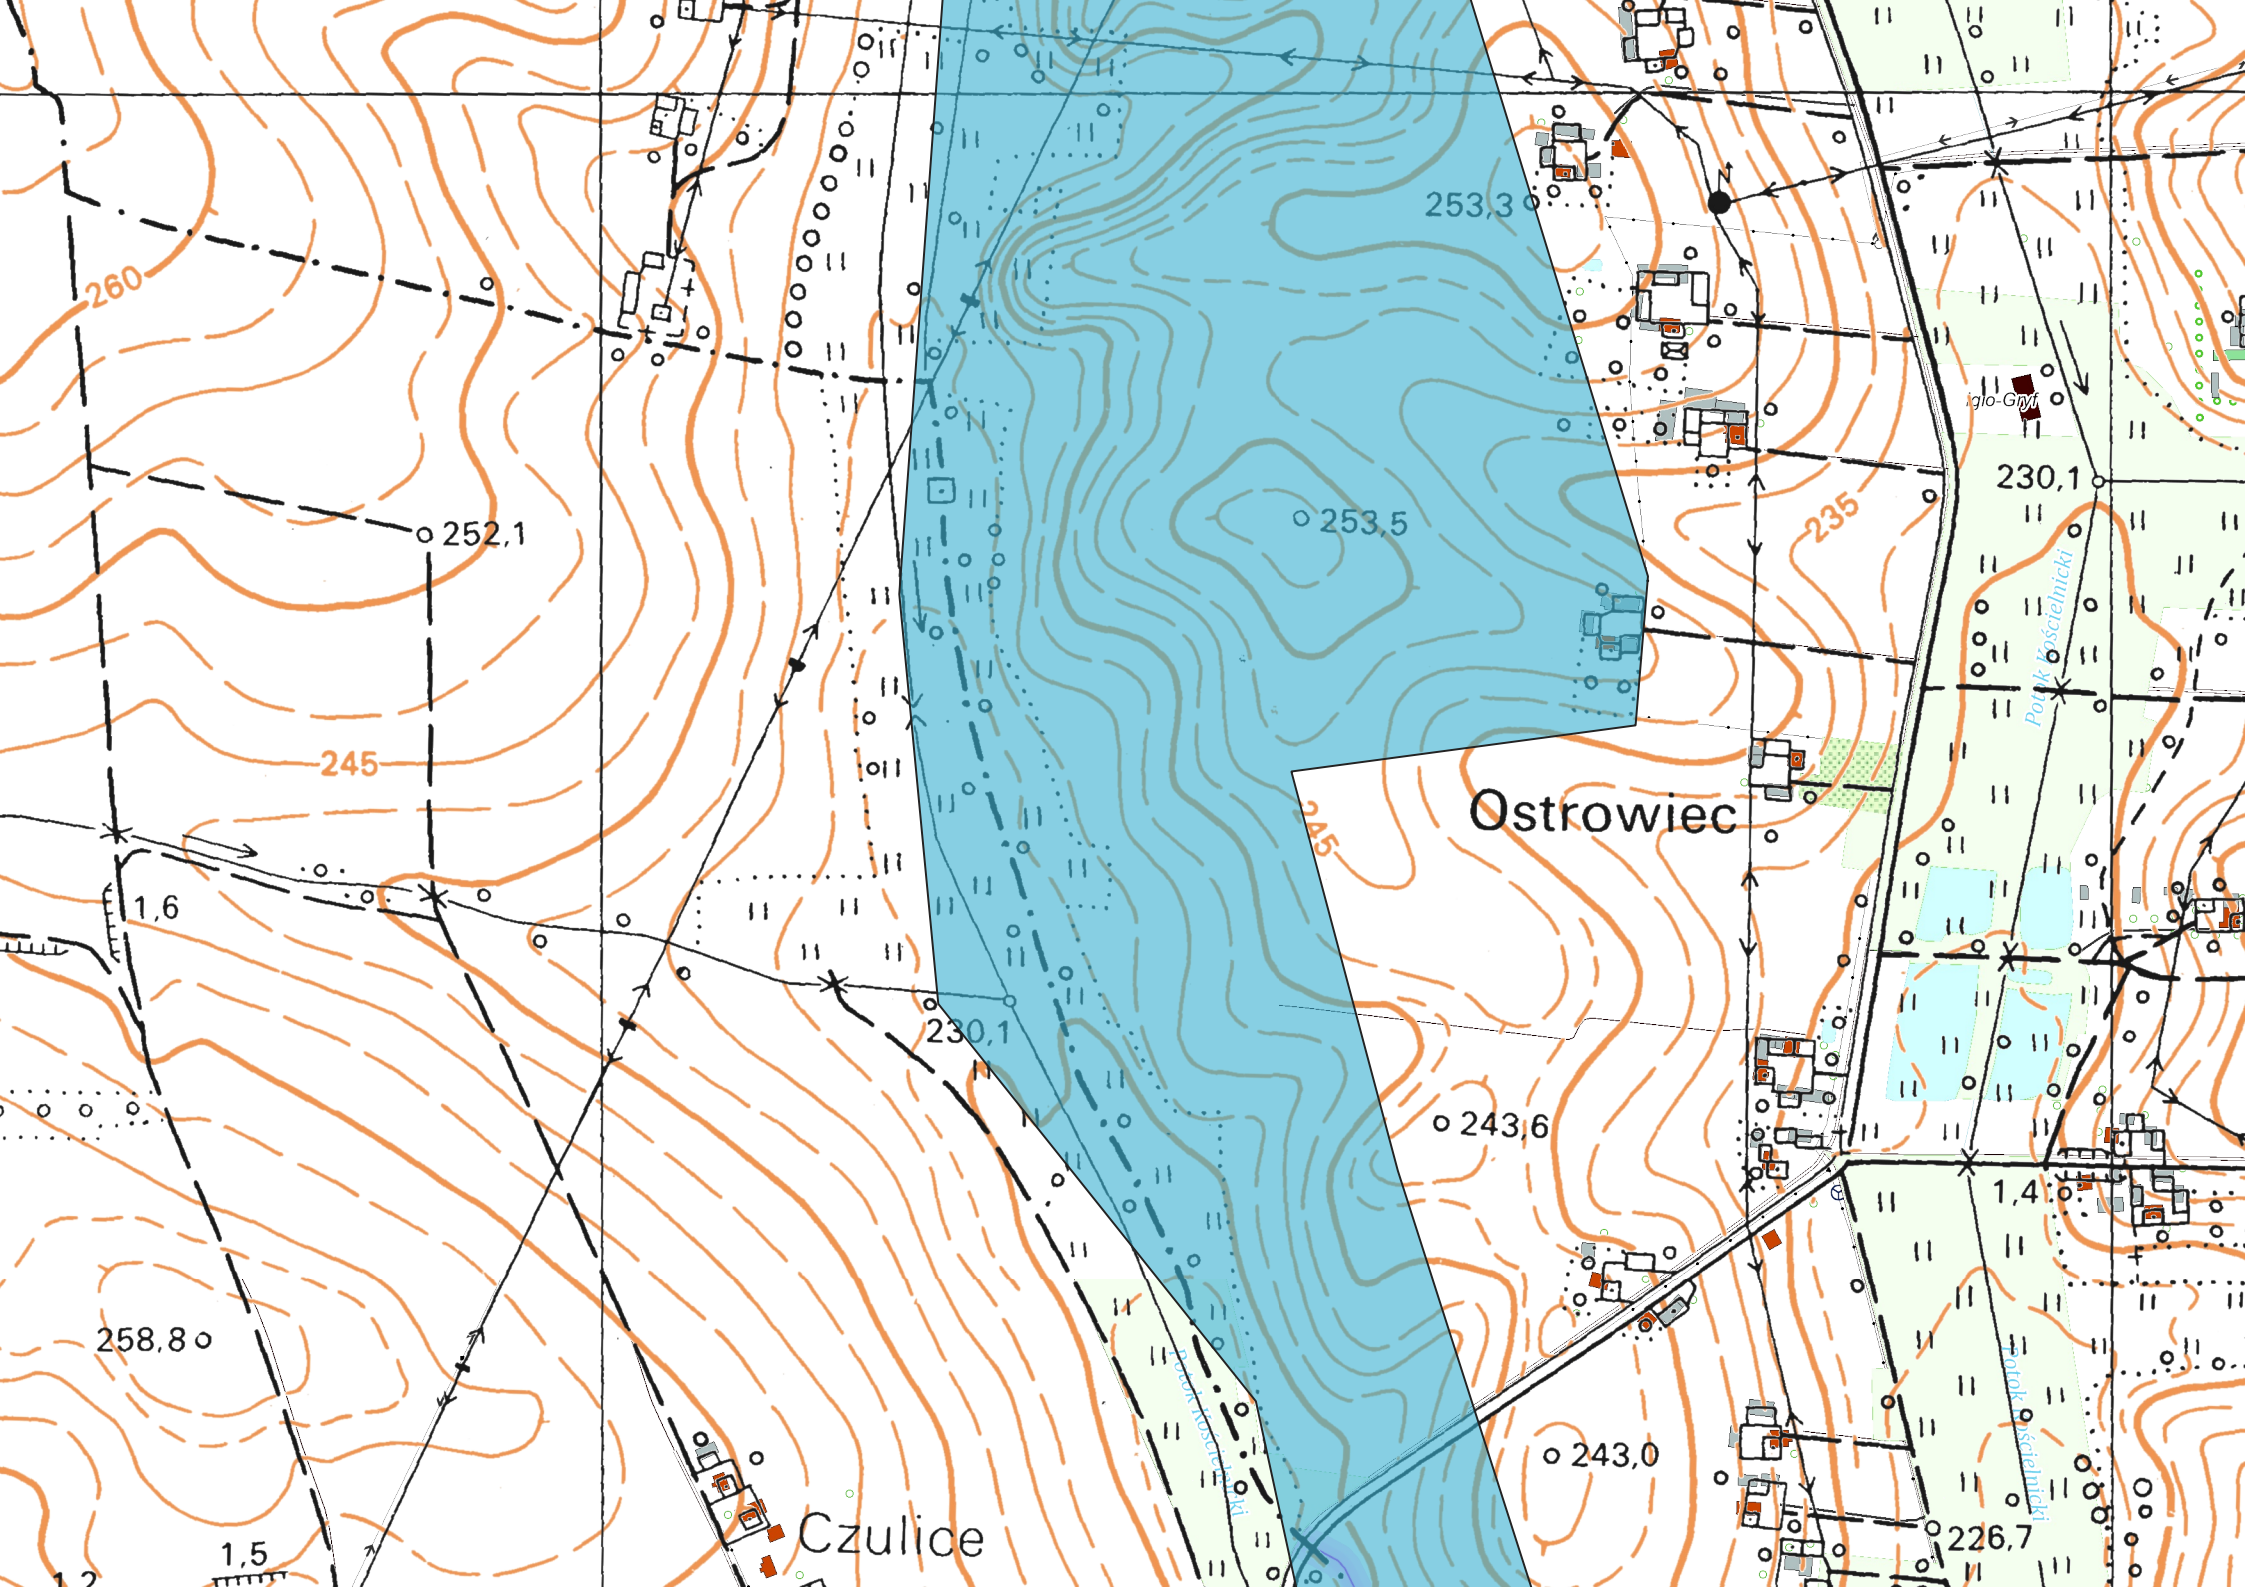 253,3
260
230,1
iglo-Gryf
235
253,5
252,1
Potok Kościelnicki
245
Ostrowiec
245
1,6
230,1
243,6
1,4
258,8
Potok Kościelnicki
Potok Kościelnicki
243,0
Czulice
226,7
1,5
1,2